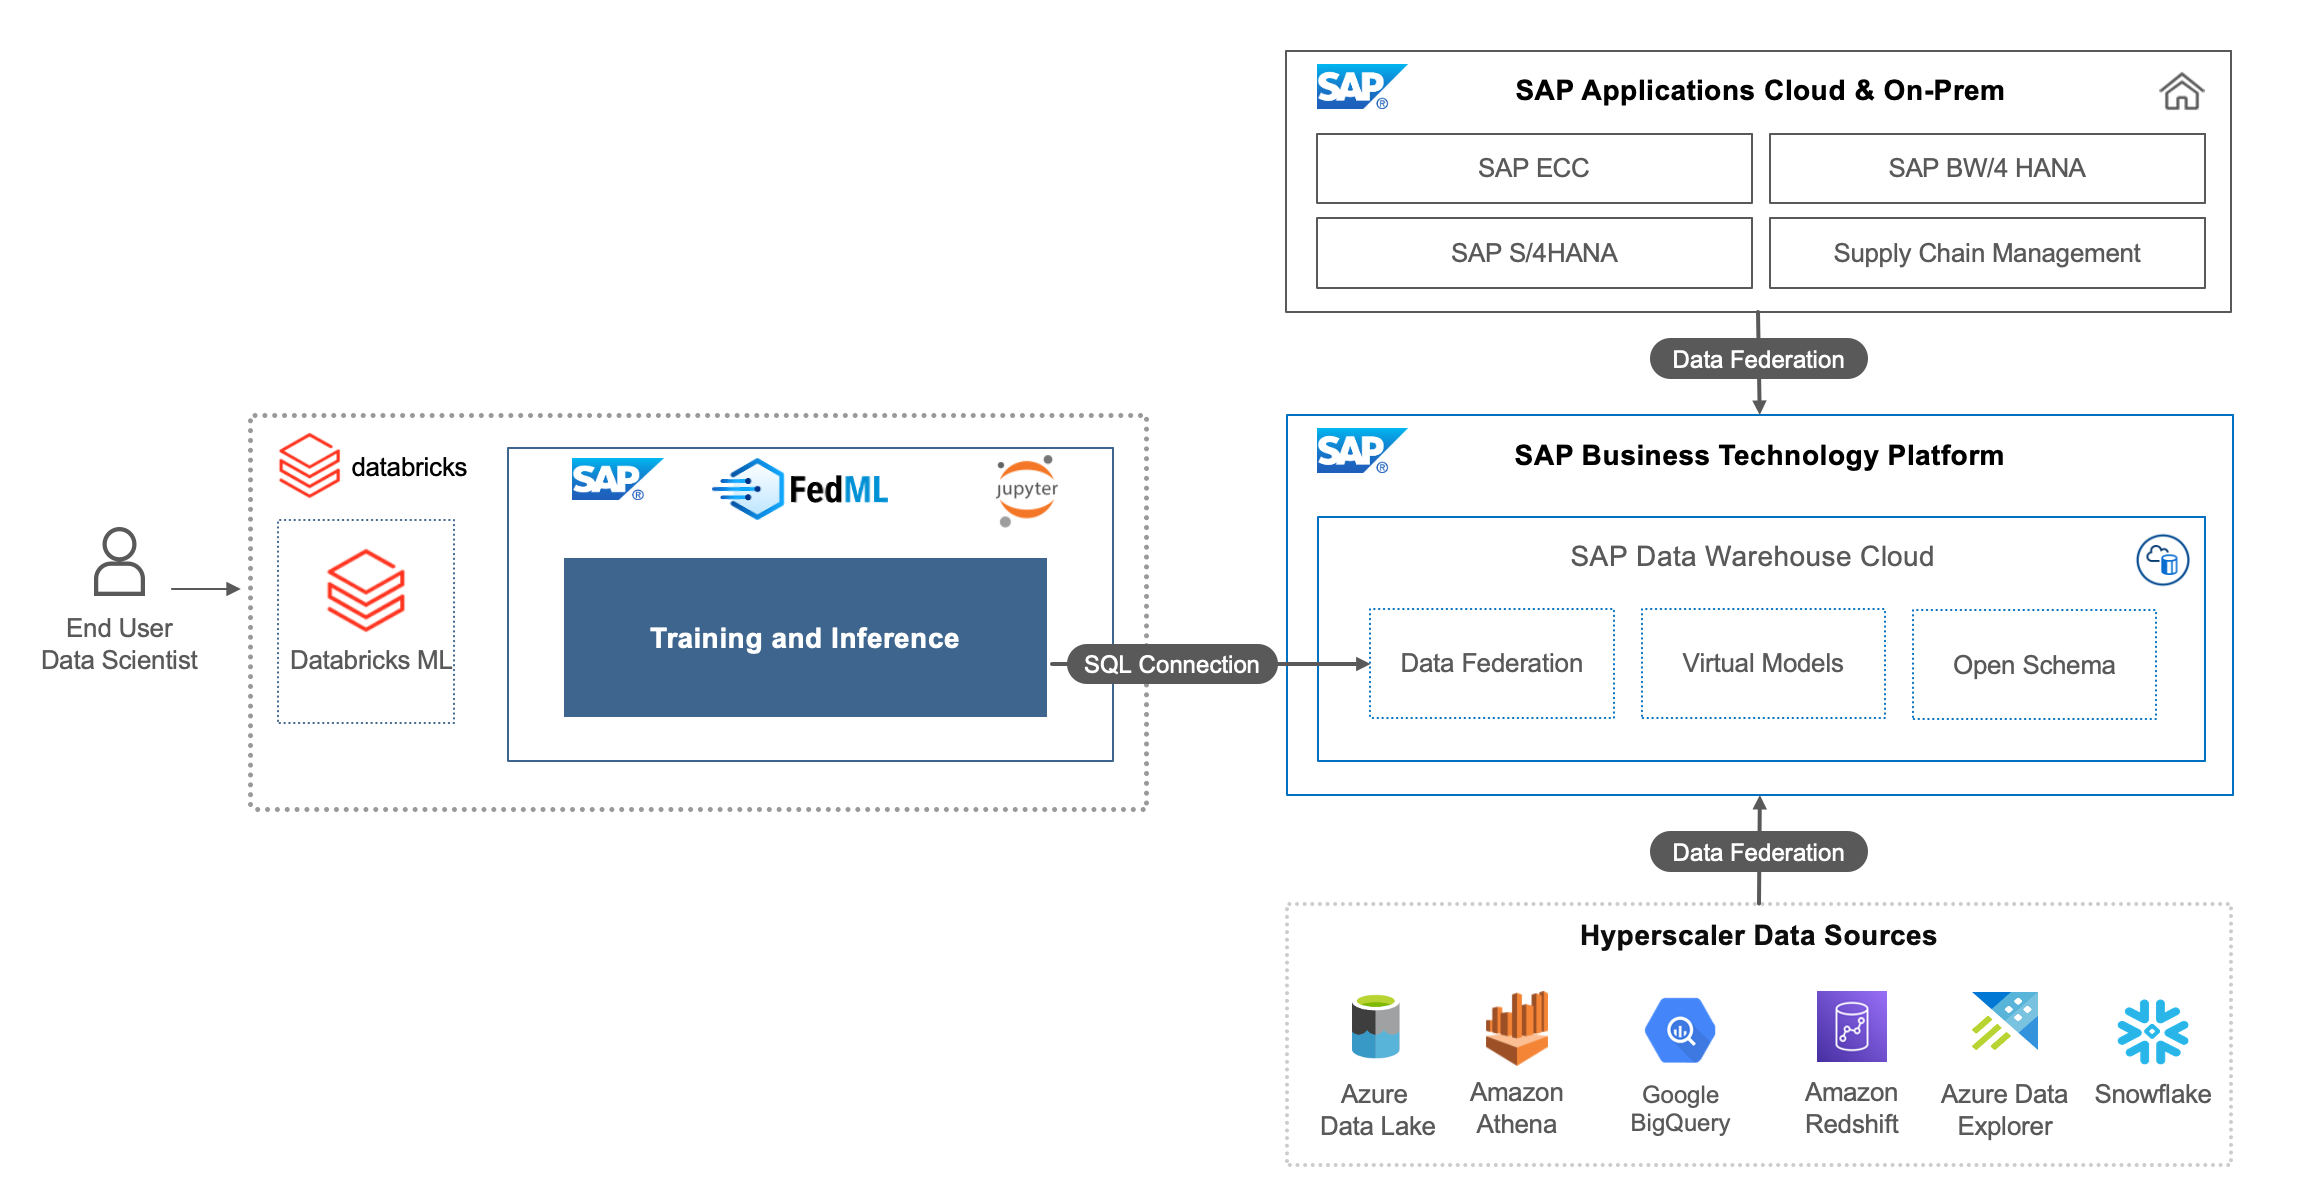 SAP®
SAP Applications Cloud & On-Prem
SAP ECC
SAP BW/4 HANA
SAP S/4HANA
Supply Chain Management
Data Federation
databricks
Databricks ML
End User
Data Scientist
SAP®
FedML
jupyter
Training and Inference
SQL Connection
SAP®
SAP Business Technology Platform
SAP Data Warehouse Cloud
Data Federation
Virtual Models
Open Schema
Data Federation
Hyperscaler Data Sources
Azure
Data Lake
Amazon
Athena
Google
BigQuery
Amazon
Redshift
Azure Data
Explorer
Snowflake